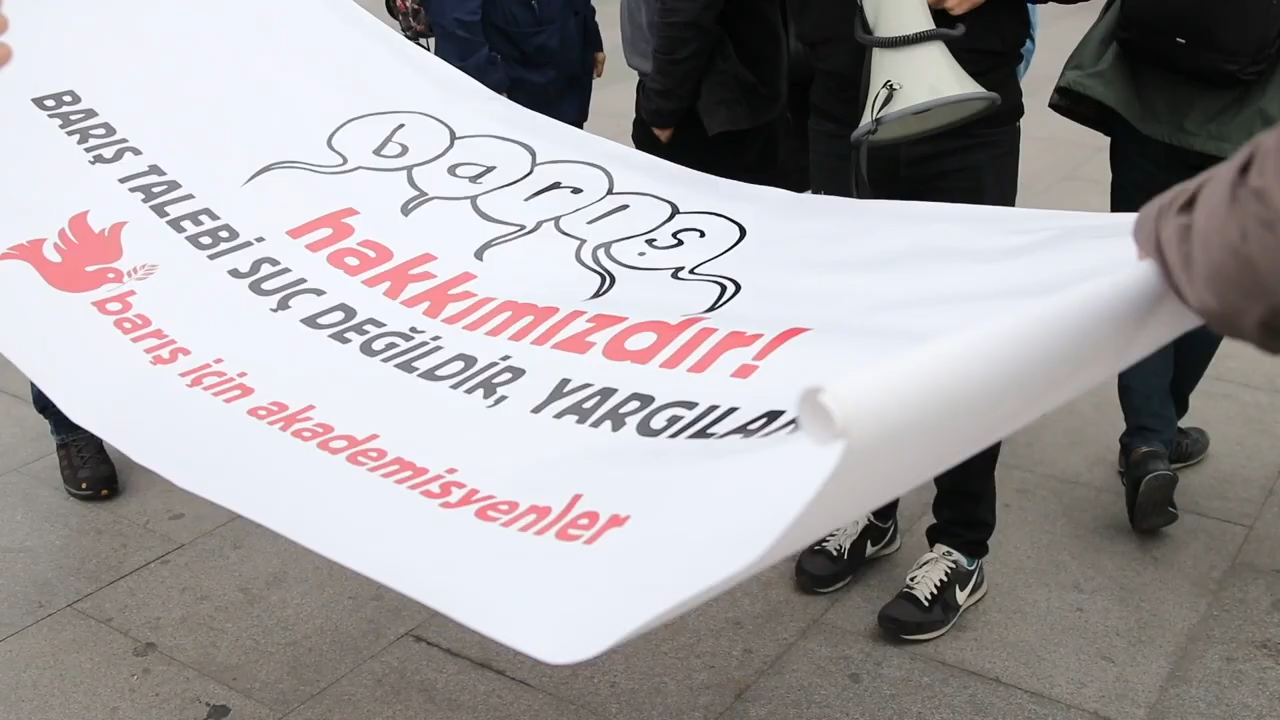 barış
hakkımızdır!
BARIŞ TALEBİ SUÇ DEĞİLDİR,
barış için akademisyenler